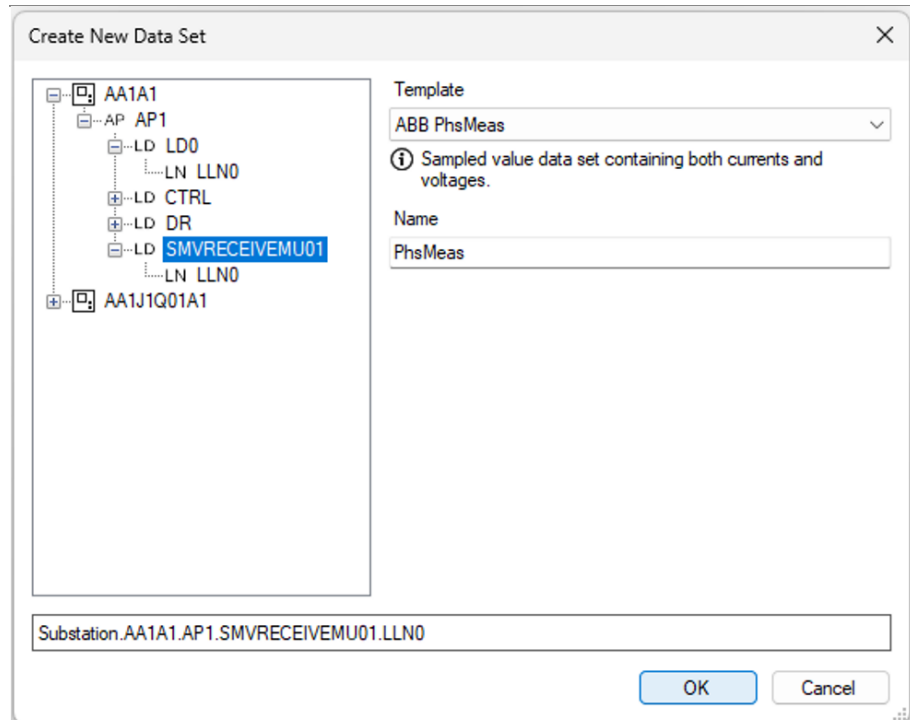 Create New Data Set
AA1A1
AP AP1
LD LD0
LN LLN0
LD CTRL
LD DR
LD SMVRECEIVEMU01
LN LLN0
AA1J1Q01A1
Template
ABB PhsMeas
Sampled value data set containing both currents and
voltages.
Name
PhsMeas
Substation.AA1A1.AP1.SMVRECEIVEMU01.LLN0
OK
Cancel